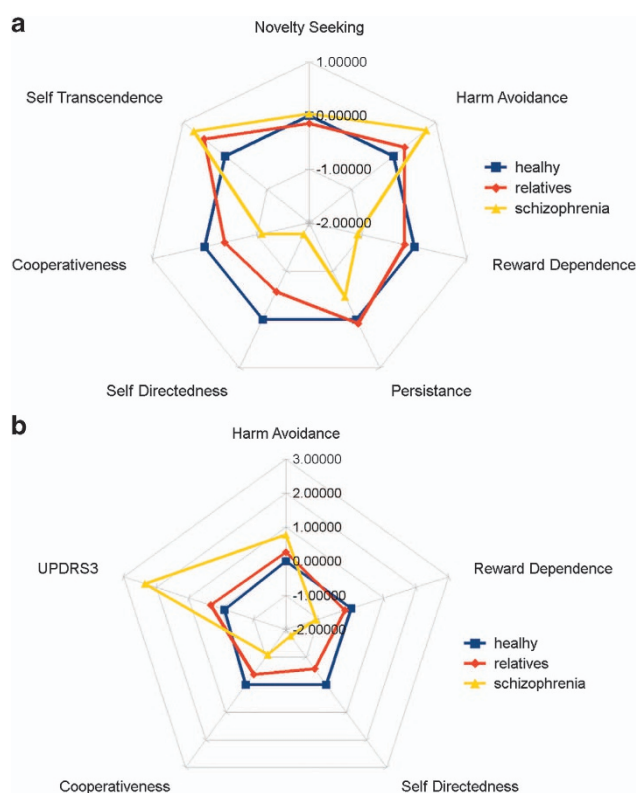 a
Novelty Seeking
1.00000
Self Transcendence
Harm Avoidance
0.00000
healhy
-1.00000
relatives
schizophrenia
-2.00000
Cooperativeness
Reward Dependence
Self Directedness
Persistance
b
Harm Avoidance
3.00000
2.00000
UPDRS3
1.00000
Reward Dependence
0.00000
-1.00000
healhy
-2.00000
relatives
schizophrenia
Cooperativeness
Self Directedness